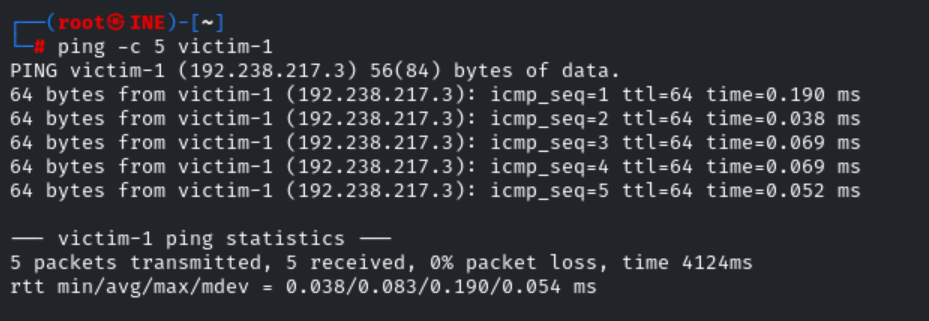 ┌──(root㉿INE)-[~]
└─# ping -c 5 victim-1
PING victim-1 (192.238.217.3) 56(84) bytes of data.
64 bytes from victim-1 (192.238.217.3): icmp_seq=1 ttl=64 time=0.190 ms
64 bytes from victim-1 (192.238.217.3): icmp_seq=2 ttl=64 time=0.038 ms
64 bytes from victim-1 (192.238.217.3): icmp_seq=3 ttl=64 time=0.069 ms
64 bytes from victim-1 (192.238.217.3): icmp_seq=4 ttl=64 time=0.069 ms
64 bytes from victim-1 (192.238.217.3): icmp_seq=5 ttl=64 time=0.052 ms
--- victim-1 ping statistics ---
5 packets transmitted, 5 received, 0% packet loss, time 4124ms
rtt min/avg/max/mdev = 0.038/0.083/0.190/0.054 ms